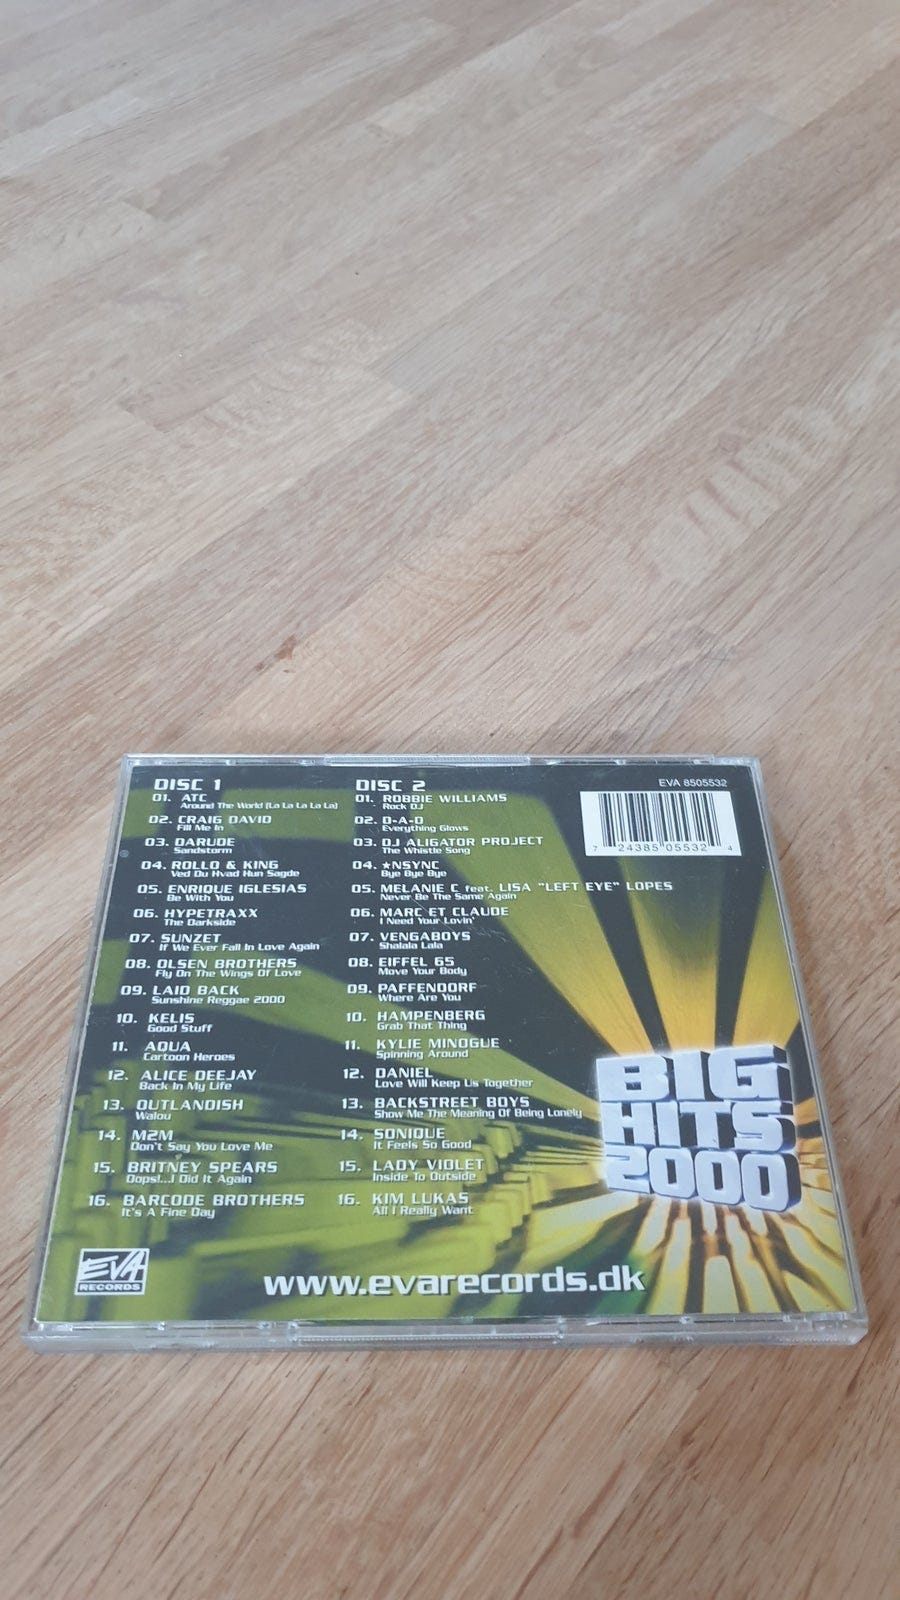 DISC 1
01. ATC
Around The World (La La La La La)
02. CRAIG DAVID
Fill Me In
03. DARUDE
Sandstorm
04. ROLLO & KING
Ved Du Hvad Hun Sagde
05. ENRIQUE IGLESIAS
Be With You
06. HYPETRAXX
The Darkside
07. SUNZET
If We Ever Fall In Love Again
08. OLSEN BROTHERS
Fly On The Wings Of Love
09. LAID BACK
Sunshine Reggae 2000
10. KELIS
Good Stuff
11. AQUA
Cartoon Heroes
12. ALICE DEEJAY
Back In My Life
13. OUTLANDISH
Walou
14. M2M
Don't Say You Love Me
15. BRITNEY SPEARS
Oops!...I Did It Again
16. BARCODE BROTHERS
It's A Fine Day
DISC 2
01. ROBBIE WILLIAMS
Rock DJ
02. D-A-D
Everything Glows
03. DJ ALIGATOR PROJECT
The Whistle Song
04. ★NSYNC
Bye Bye Bye
05. MELANIE C feat. LISA "LEFT EYE" LOPES
Never Be The Same Again
06. MARC ET CLAUDE
I Need Your Lovin'
07. VENGABOYS
Shalala Lala
08. EIFFEL 65
Move Your Body
09. PAFFENDORF
Where Are You
10. HAMPENBERG
Grab That Thing
11. KYLIE MINOGUE
Spinning Around
12. DANIEL
Love Will Keep Us Together
13. BACKSTREET BOYS
Show Me The Meaning Of Being Lonely
14. SONIQUE
It Feels So Good
15. LADY VIOLET
Inside To Outside
16. KIM LUKAS
All I Really Want
EVA 8505532
7 24385 05532 4
BIG
HITS
2000
EVA
RECORDS
www.evarecords.dk